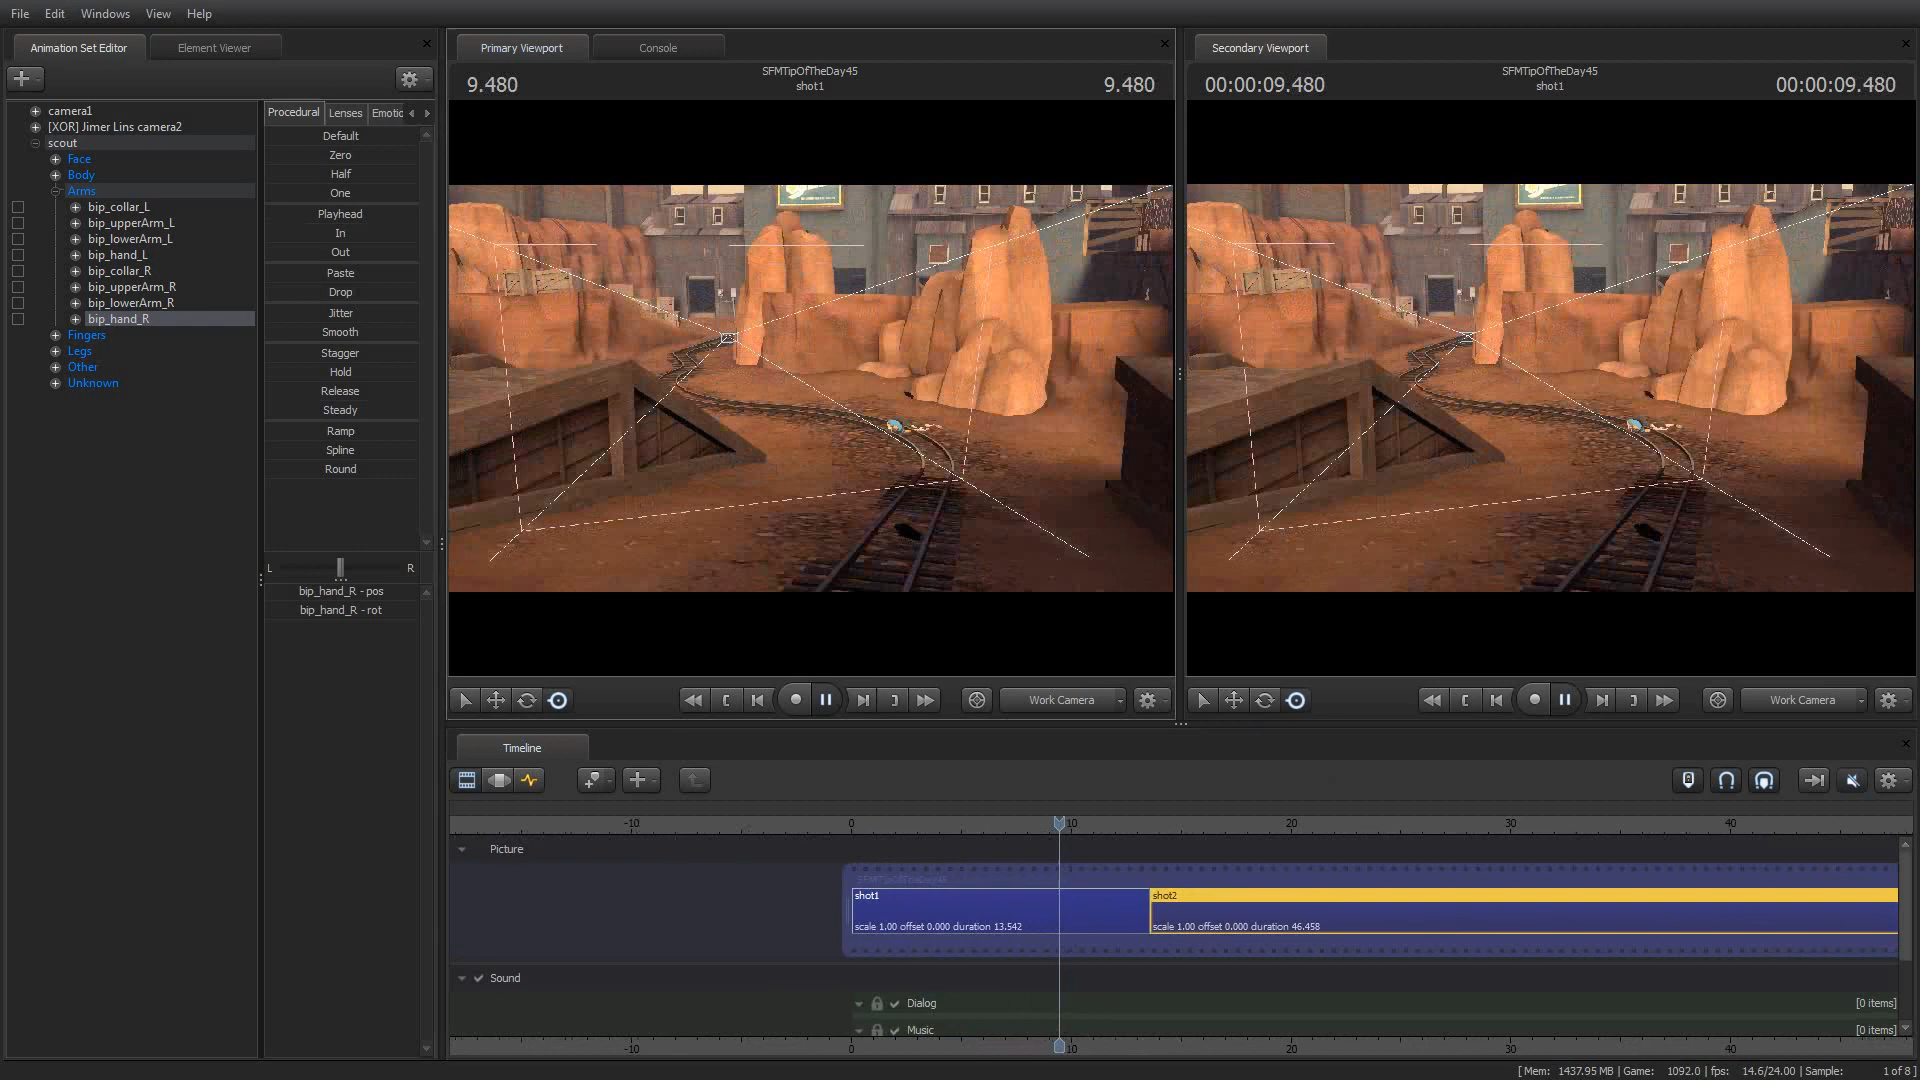 File Edit Windows View Help
Animation Set Editor Element Viewer
camera1
[XOR] Jimer Lins camera2
scout
Face
Body
Arms
bip_collar_L
bip_upperArm_L
bip_lowerArm_L
bip_hand_L
bip_collar_R
bip_upperArm_R
bip_lowerArm_R
bip_hand_R
Fingers
Legs
Other
Unknown
Procedural Lenses Emotic
Default
Zero
Half
One
Playhead
In
Out
Paste
Drop
Jitter
Smooth
Stagger
Hold
Release
Steady
Ramp
Spline
Round
L R
bip_hand_R - pos
bip_hand_R - rot
Primary Viewport Console
SFMTipOfTheDay45
9.480 shot1 9.480
Work Camera
Secondary Viewport
SFMTipOfTheDay45
00:00:09.480 shot1 00:00:09.480
Work Camera
Timeline
-10 0 10 20 30 40
Picture
SFMTipOfTheDay45
shot1 shot2
scale 1.00 offset 0.000 duration 13.542 scale 1.00 offset 0.000 duration 46.458
Sound
Dialog [0 items]
Music [0 items]
-10 0 10 20 30 40
[ Mem: 1437.95 MB | Game: 1092.0 | fps: 14.6/24.00 | Sample: 1 of 8 ]